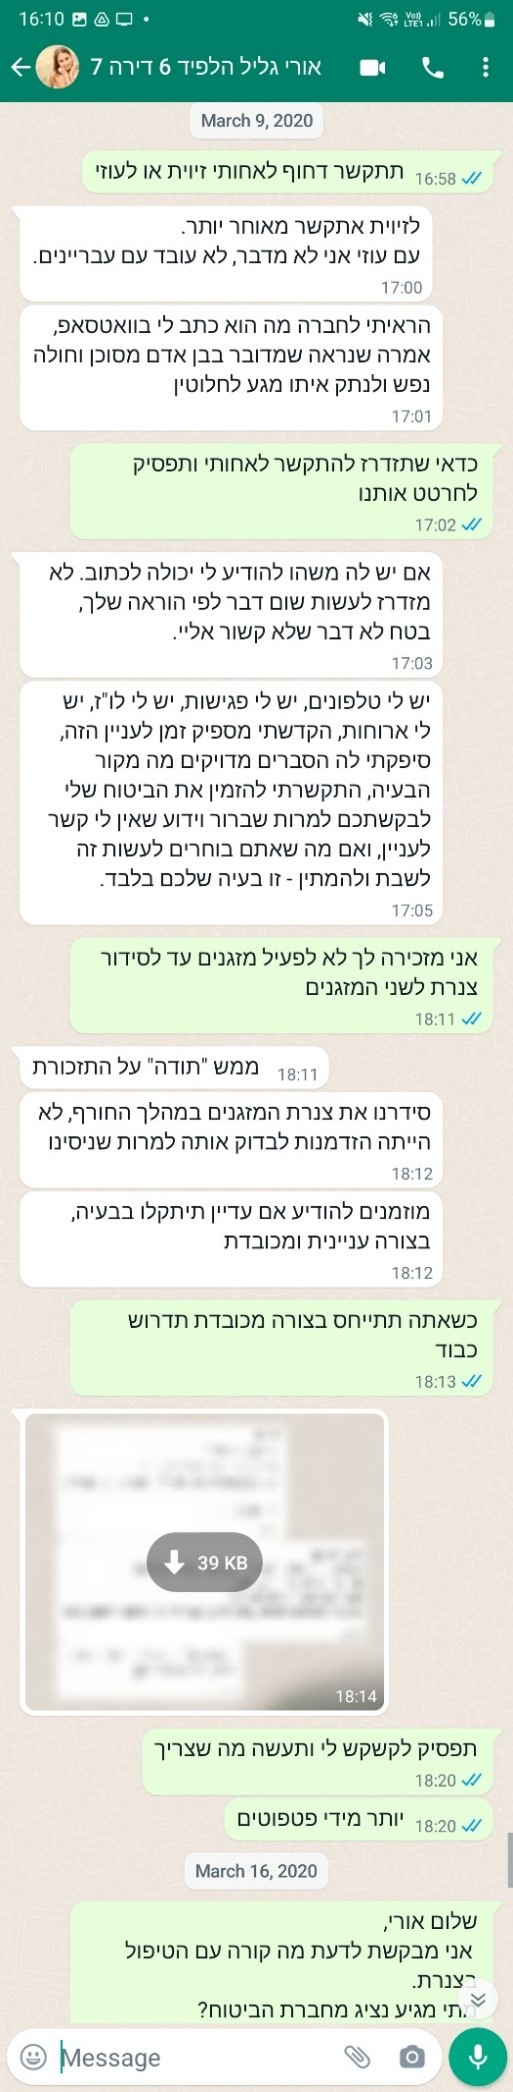 16:10
56%
אורי גליל הלפיד 6 דירה 7
March 9, 2020
תתקשר דחוף לאחותי זיוית או לעוזי
16:58
לזיוית אתקשר מאוחר יותר.
עם עוזי אני לא מדבר, לא עובד עם עבריינים.
17:00
הראיתי לחברה מה הוא כתב לי בוואטסאפ,
אמרה שנראה שמדובר בבן אדם מסוכן וחולה
נפש ולנתק איתו מגע לחלוטין
17:01
כדאי שתזדרז להתקשר לאחותי ותפסיק
לחרטט אותנו
17:02
אם יש לה משהו להודיע לי יכולה לכתוב. לא
מזדרז לעשות שום דבר לפי הוראה שלך,
בטח לא דבר שלא קשור אליי.
17:03
יש לי טלפונים, יש לי פגישות, יש לי לו"ז, יש
לי ארוחות, הקדשתי מספיק זמן לעניין הזה,
סיפקתי לה הסברים מדויקים מה מקור
הבעיה, התקשרתי להזמין את הביטוח שלי
לבקשתכם למרות שברור וידוע שאין לי קשר
לעניין, ואם מה שאתם בוחרים לעשות זה
לשבת ולהמתין - זו בעיה שלכם בלבד.
17:05
אני מזכירה לך לא לפעיל מזגנים עד לסידור
צנרת לשני המזגנים
18:11
ממש "תודה" על התזכורת
18:11
סידרנו את צנרת המזגנים במהלך החורף, לא
הייתה הזדמנות לבדוק אותה למרות שניסינו
18:12
מוזמנים להודיע אם עדיין תיתקלו בבעיה,
בצורה עניינית ומכובדת
18:12
כשאתה תתייחס בצורה מכובדת תדרוש
כבוד
18:13
39 KB
18:14
תפסיק לקשקש לי ותעשה מה שצריך
18:20
יותר מידי פטפוטים
18:20
March 16, 2020
שלום אורי,
אני מבקשת לדעת מה קורה עם הטיפול
בצנרת.
מתי מגיע נציג מחברת הביטוח?
Message